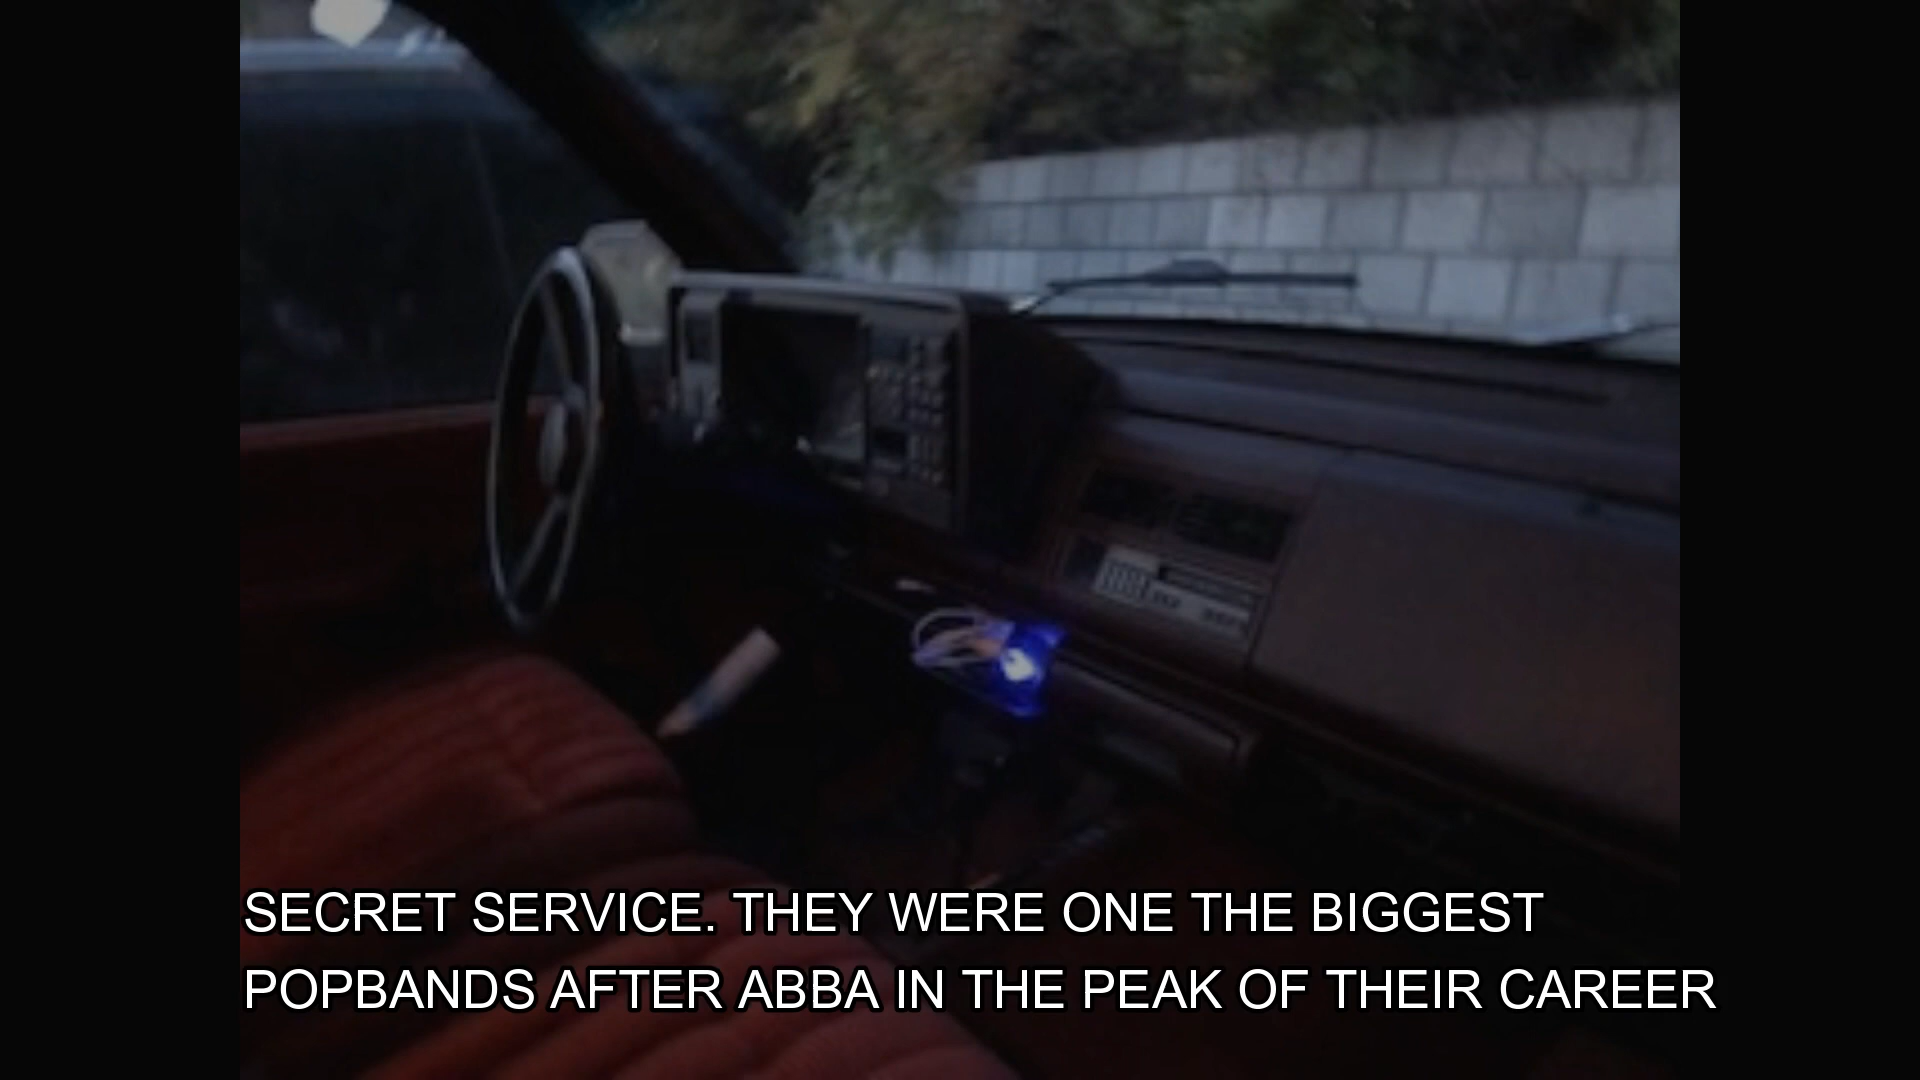 SECRET SERVICE. THEY WERE ONE THE BIGGEST
POPBANDS AFTER ABBA IN THE PEAK OF THEIR CAREER